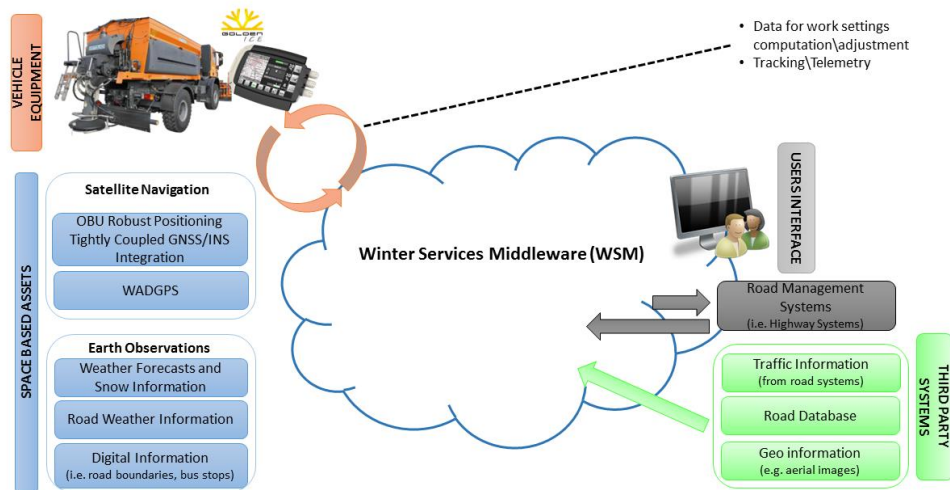 VEHICLE
EQUIPMENT
GOLDEN
ICE
• Data for work settings
computation\adjustment
• Tracking\Telemetry
SPACE BASED ASSETS
Satellite Navigation
OBU Robust Positioning
Tightly Coupled GNSS/INS
Integration
WADGPS
Earth Observations
Weather Forecasts and
Snow Information
Road Weather Information
Digital Information
(i.e. road boundaries, bus stops)
Winter Services Middleware (WSM)
USERS INTERFACE
Road Management
Systems
(i.e. Highway Systems)
THIRD PARTY
SYSTEMS
Traffic Information
(from road systems)
Road Database
Geo information
(e.g. aerial images)